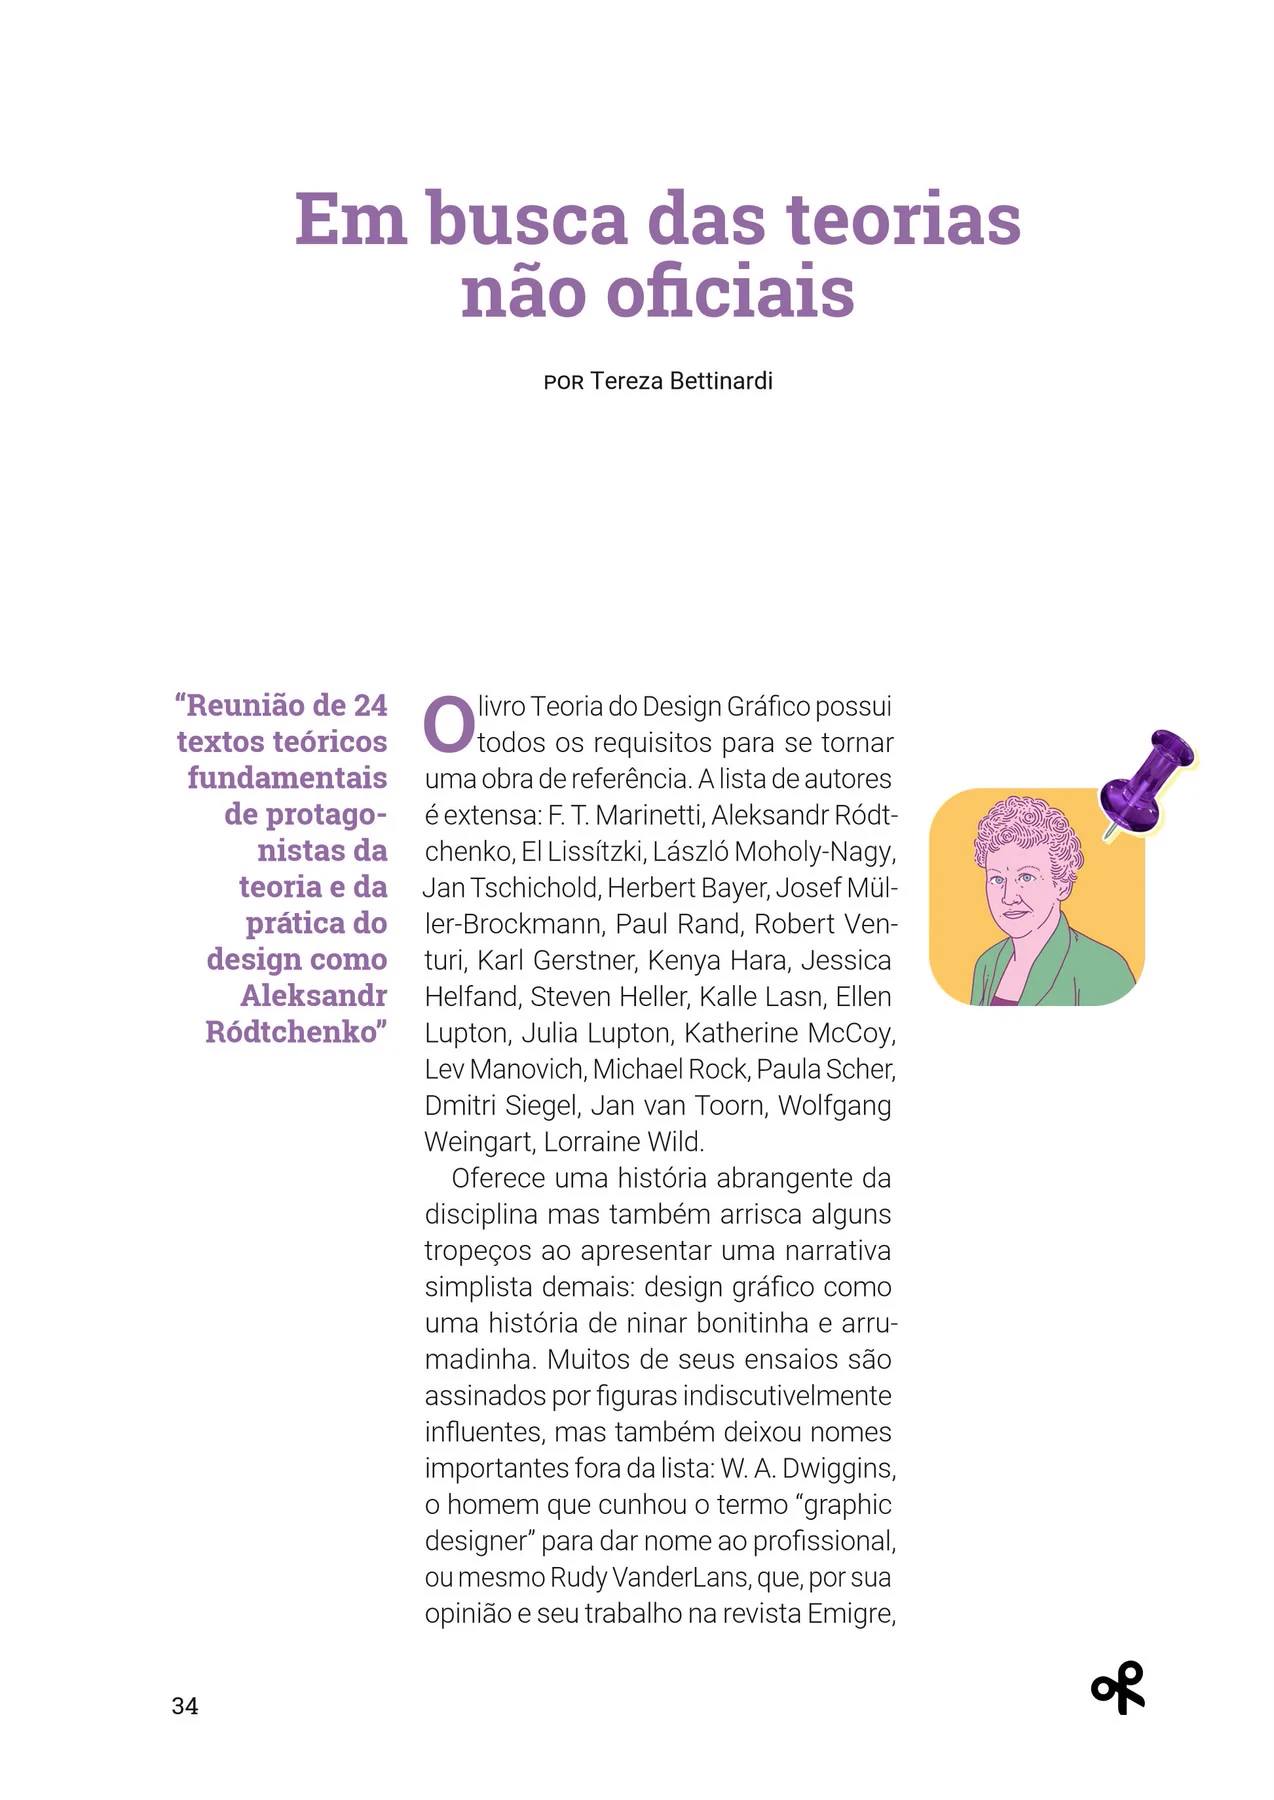 Em busca das teorias
não oficiais
POR Tereza Bettinardi
“Reunião de 24
textos teóricos
fundamentais
de protago-
nistas da
teoria e da
prática do
design como
Aleksandr
Ródtchenko”
O livro Teoria do Design Gráfico possui
todos os requisitos para se tornar
uma obra de referência. A lista de autores
é extensa: F. T. Marinetti, Aleksandr Ródt-
chenko, El Lissítzki, László Moholy-Nagy,
Jan Tschichold, Herbert Bayer, Josef Mül-
ler-Brockmann, Paul Rand, Robert Ven-
turi, Karl Gerstner, Kenya Hara, Jessica
Helfand, Steven Heller, Kalle Lasn, Ellen
Lupton, Julia Lupton, Katherine McCoy,
Lev Manovich, Michael Rock, Paula Scher,
Dmitri Siegel, Jan van Toorn, Wolfgang
Weingart, Lorraine Wild.
Oferece uma história abrangente da
disciplina mas também arrisca alguns
tropeços ao apresentar uma narrativa
simplista demais: design gráfico como
uma história de ninar bonitinha e arru-
madinha. Muitos de seus ensaios são
assinados por figuras indiscutivelmente
influentes, mas também deixou nomes
importantes fora da lista: W. A. Dwiggins,
o homem que cunhou o termo “graphic
designer” para dar nome ao profissional,
ou mesmo Rudy VanderLans, que, por sua
opinião e seu trabalho na revista Emigre,
34